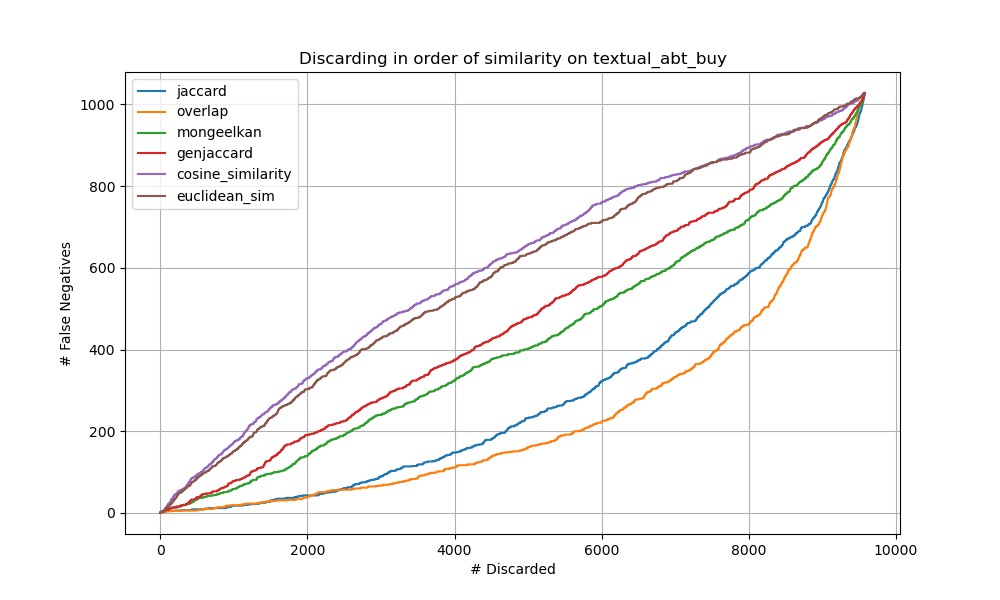 Discarding in order of similarity on textual_abt_buy
jaccard
overlap
mongeelkan
genjaccard
cosine_similarity
euclidean_sim
1000
800
600
400
200
0
# False Negatives
0 2000 4000 6000 8000 10000
# Discarded